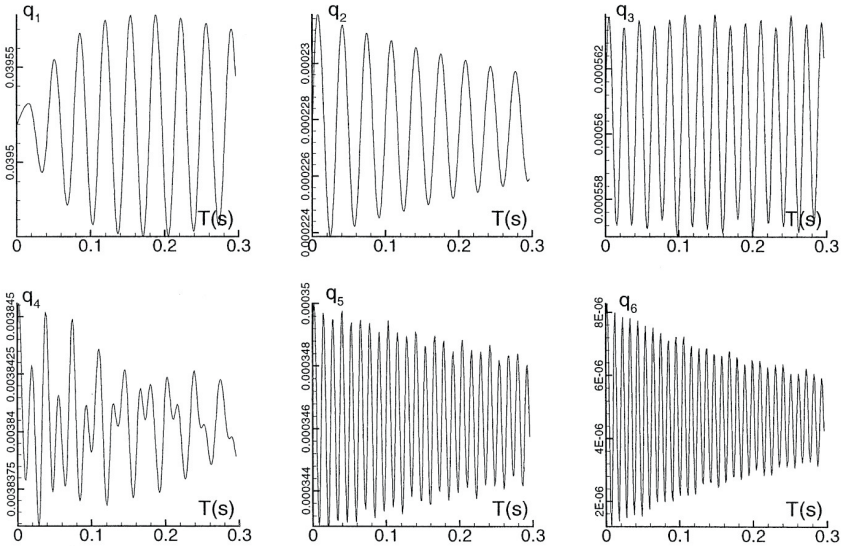 q1
0.03955
0.0395
T(s)
0 0.1 0.2 0.3
q2
0.00023
0.000228
0.000226
0.000224
T(s)
0 0.1 0.2 0.3
q3
0.000562
0.00056
0.000558
T(s)
0 0.1 0.2 0.3
q4
0.003845
0.0038425
0.00384
0.0038375
T(s)
0 0.1 0.2 0.3
q5
0.00035
0.000348
0.000346
0.000344
T(s)
0 0.1 0.2 0.3
q6
8E-06
6E-06
4E-06
2E-06
T(s)
0 0.1 0.2 0.3